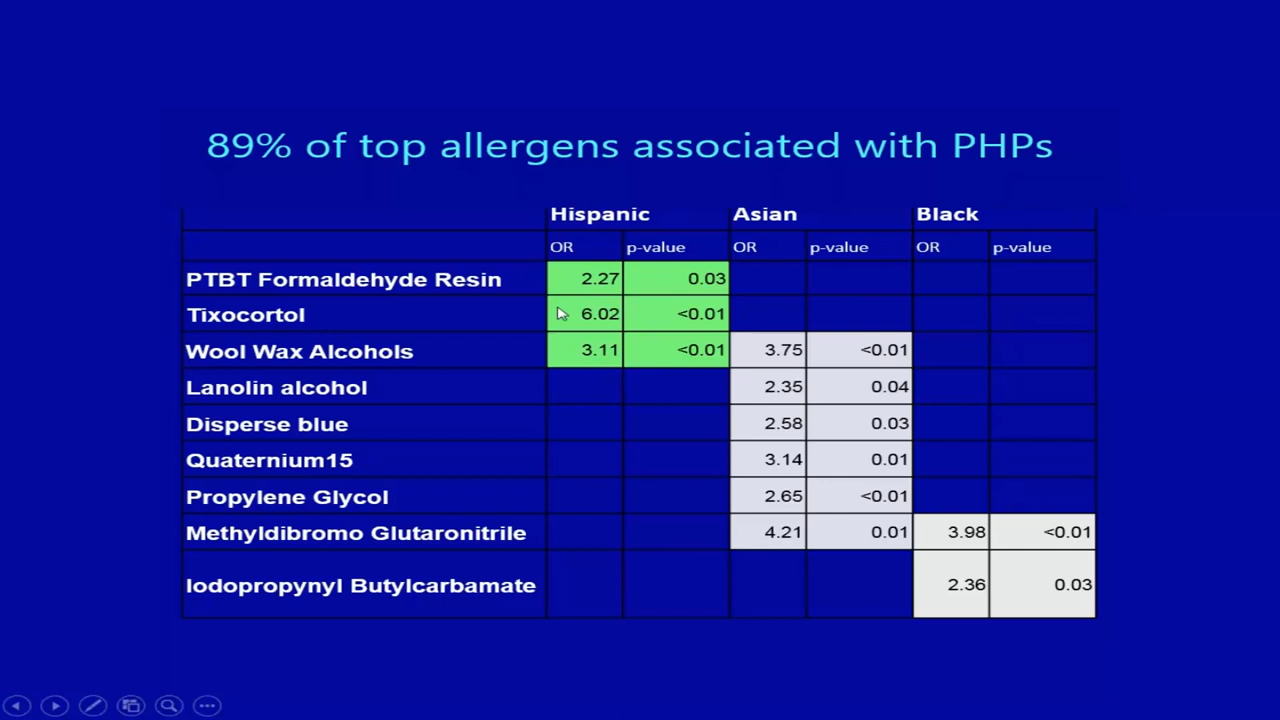 89% of top allergens associated with PHPs
Hispanic Asian Black
OR p-value OR p-value OR p-value
PTBT Formaldehyde Resin 2.27 0.03
Tixocortol 6.02 <0.01
Wool Wax Alcohols 3.11 <0.01 3.75 <0.01
Lanolin alcohol 2.35 0.04
Disperse blue 2.58 0.03
Quaternium15 3.14 0.01
Propylene Glycol 2.65 <0.01
Methyldibromo Glutaronitrile 4.21 0.01 3.98 <0.01
Iodopropynyl Butylcarbamate 2.36 0.03